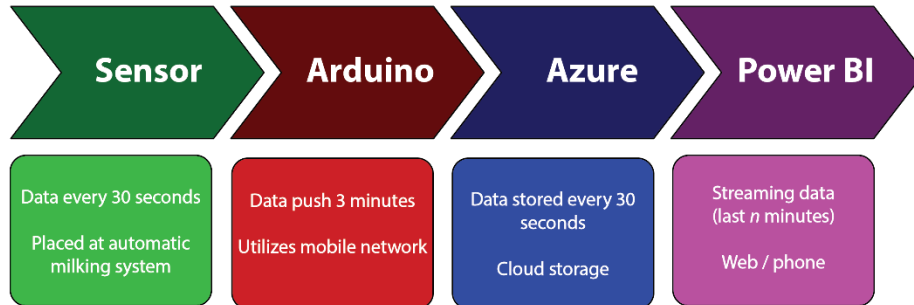 Sensor
Arduino
Azure
Power BI
Data every 30 seconds
Placed at automatic
milking system
Data push 3 minutes
Utilizes mobile network
Data stored every 30
seconds
Cloud storage
Streaming data
(last n minutes)
Web / phone